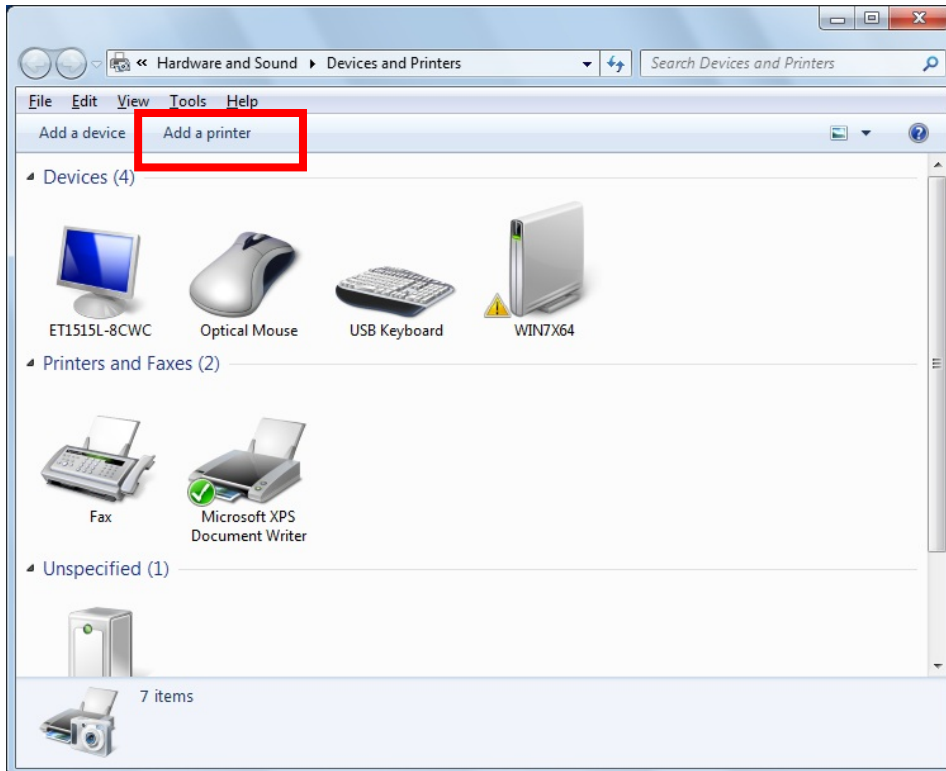 « Hardware and Sound ▸ Devices and Printers
Search Devices and Printers
File Edit View Tools Help
Add a device Add a printer
Devices (4)
ET1515L-8CWC Optical Mouse USB Keyboard WIN7X64
Printers and Faxes (2)
Fax Microsoft XPS
Document Writer
Unspecified (1)
7 items